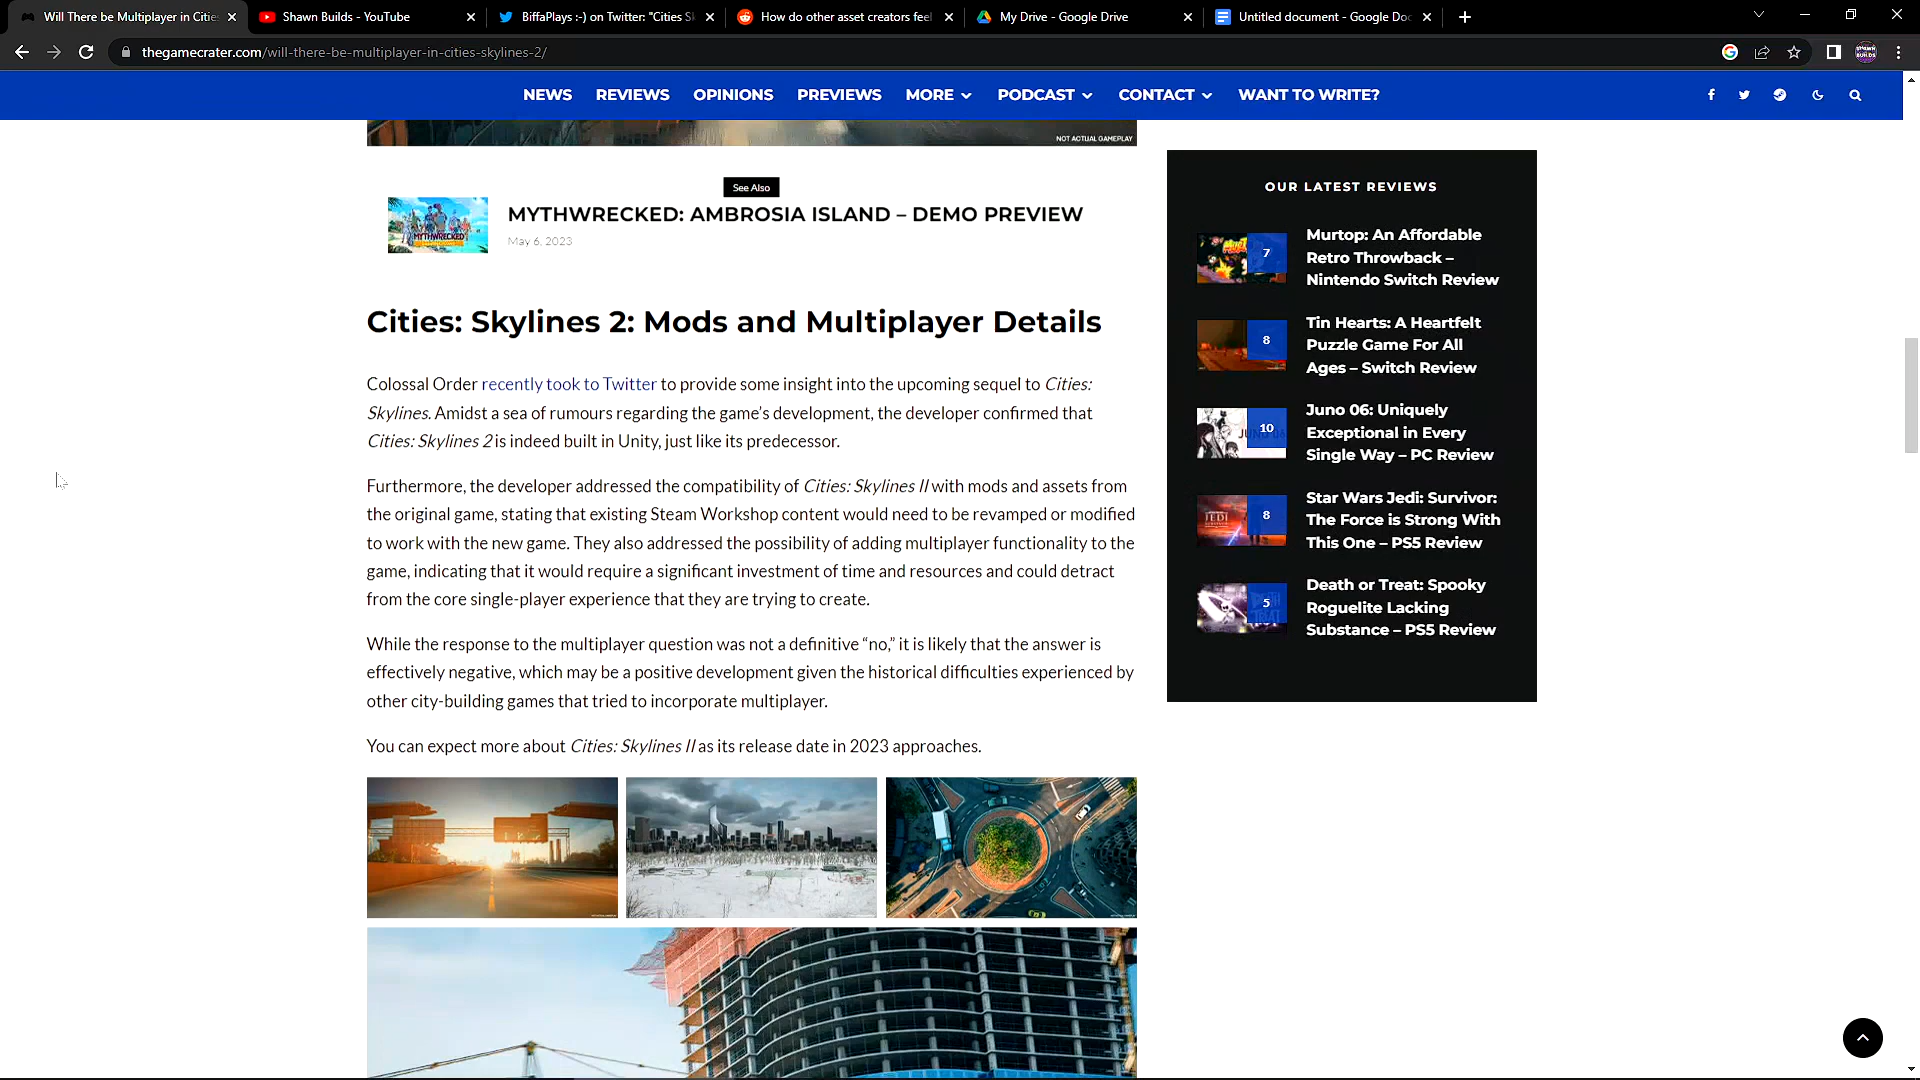 Will There be Multiplayer in Cities
Shawn Builds - YouTube
BiffaPlays :-) on Twitter: "Cities S
How do other asset creators feel
My Drive - Google Drive
Untitled document - Google Doc
thegamecrater.com/will-there-be-multiplayer-in-cities-skylines-2/
NEWS REVIEWS OPINIONS PREVIEWS MORE PODCAST CONTACT WANT TO WRITE?
NOT ACTUAL GAMEPLAY
See Also
MYTHWRECKED
MYTHWRECKED: AMBROSIA ISLAND – DEMO PREVIEW
May 6, 2023
Cities: Skylines 2: Mods and Multiplayer Details
Colossal Order recently took to Twitter to provide some insight into the upcoming sequel to Cities:
Skylines. Amidst a sea of rumours regarding the game's development, the developer confirmed that
Cities: Skylines 2 is indeed built in Unity, just like its predecessor.
Furthermore, the developer addressed the compatibility of Cities: Skylines II with mods and assets from
the original game, stating that existing Steam Workshop content would need to be revamped or modified
to work with the new game. They also addressed the possibility of adding multiplayer functionality to the
game, indicating that it would require a significant investment of time and resources and could detract
from the core single-player experience that they are trying to create.
While the response to the multiplayer question was not a definitive “no,” it is likely that the answer is
effectively negative, which may be a positive development given the historical difficulties experienced by
other city-building games that tried to incorporate multiplayer.
You can expect more about Cities: Skylines II as its release date in 2023 approaches.
OUR LATEST REVIEWS
7
Murtop: An Affordable
Retro Throwback –
Nintendo Switch Review
8
Tin Hearts: A Heartfelt
Puzzle Game For All
Ages – Switch Review
10
Juno 06: Uniquely
Exceptional in Every
Single Way – PC Review
8
Star Wars Jedi: Survivor:
The Force is Strong With
This One – PS5 Review
5
Death or Treat: Spooky
Roguelite Lacking
Substance – PS5 Review